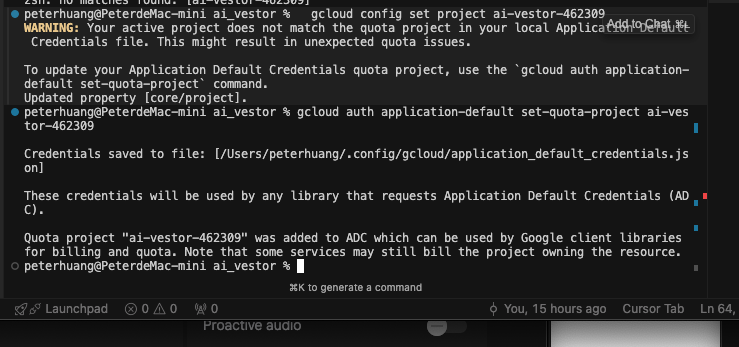 zsh: no matches found: [ai_vestor-462309]
peterhuang@PeterdeMac-mini ai_vestor %   gcloud config set project ai-vestor-462309
Add to Chat ⌘L
WARNING: Your active project does not match the quota project in your local Application Default
Credentials file. This might result in unexpected quota issues.
To update your Application Default Credentials quota project, use the `gcloud auth application-
default set-quota-project` command.
Updated property [core/project].
peterhuang@PeterdeMac-mini ai_vestor % gcloud auth application-default set-quota-project ai-ves
tor-462309
Credentials saved to file: [/Users/peterhuang/.config/gcloud/application_default_credentials.js
on]
These credentials will be used by any library that requests Application Default Credentials (AD
C).
Quota project "ai-vestor-462309" was added to ADC which can be used by Google client libraries
for billing and quota. Note that some services may still bill the project owning the resource.
peterhuang@PeterdeMac-mini ai_vestor %
⌘K to generate a command
Launchpad 0 0 0 You, 15 hours ago Cursor Tab Ln 64,
Proactive audio